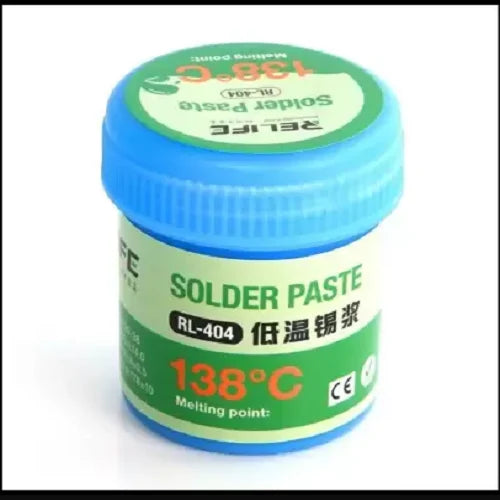 RELIFE
Solder Paste
RL-404
138°C
Melting point:
SOLDER PASTE
RL-404 低温锡浆
138°C
Melting point:
CE